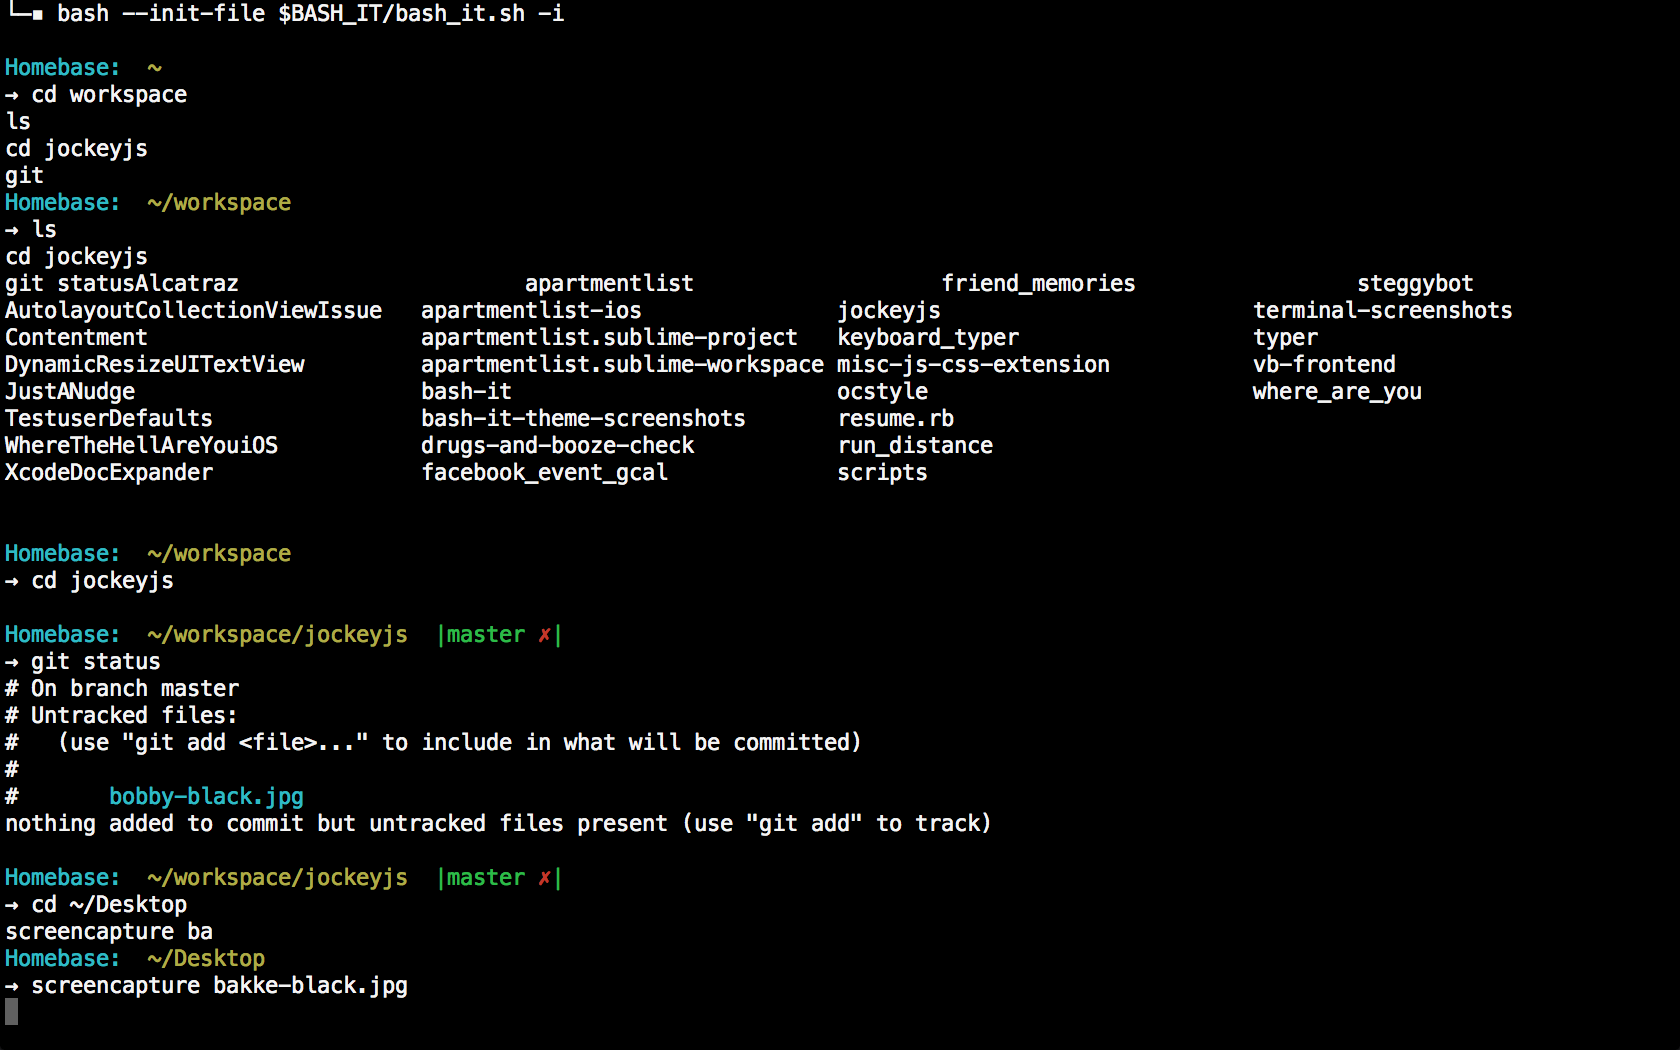 └─▪ bash --init-file $BASH_IT/bash_it.sh -i
Homebase:  ~
→ cd workspace
ls
cd jockeyjs
git
Homebase:  ~/workspace
→ ls
cd jockeyjs
git statusAlcatraz                      apartmentlist                   friend_memories                 steggybot
AutolayoutCollectionViewIssue   apartmentlist-ios               jockeyjs                        terminal-screenshots
Contentment                     apartmentlist.sublime-project   keyboard_typer                  typer
DynamicResizeUITextView         apartmentlist.sublime-workspace misc-js-css-extension           vb-frontend
JustANudge                      bash-it                         ocstyle                         where_are_you
TestuserDefaults                bash-it-theme-screenshots       resume.rb
WhereTheHellAreYouiOS           drugs-and-booze-check           run_distance
XcodeDocExpander                facebook_event_gcal             scripts
Homebase:  ~/workspace
→ cd jockeyjs
Homebase:  ~/workspace/jockeyjs  |master ✗|
→ git status
# On branch master
# Untracked files:
#   (use "git add <file>..." to include in what will be committed)
#
#       bobby-black.jpg
nothing added to commit but untracked files present (use "git add" to track)
Homebase:  ~/workspace/jockeyjs  |master ✗|
→ cd ~/Desktop
screencapture ba
Homebase:  ~/Desktop
→ screencapture bakke-black.jpg